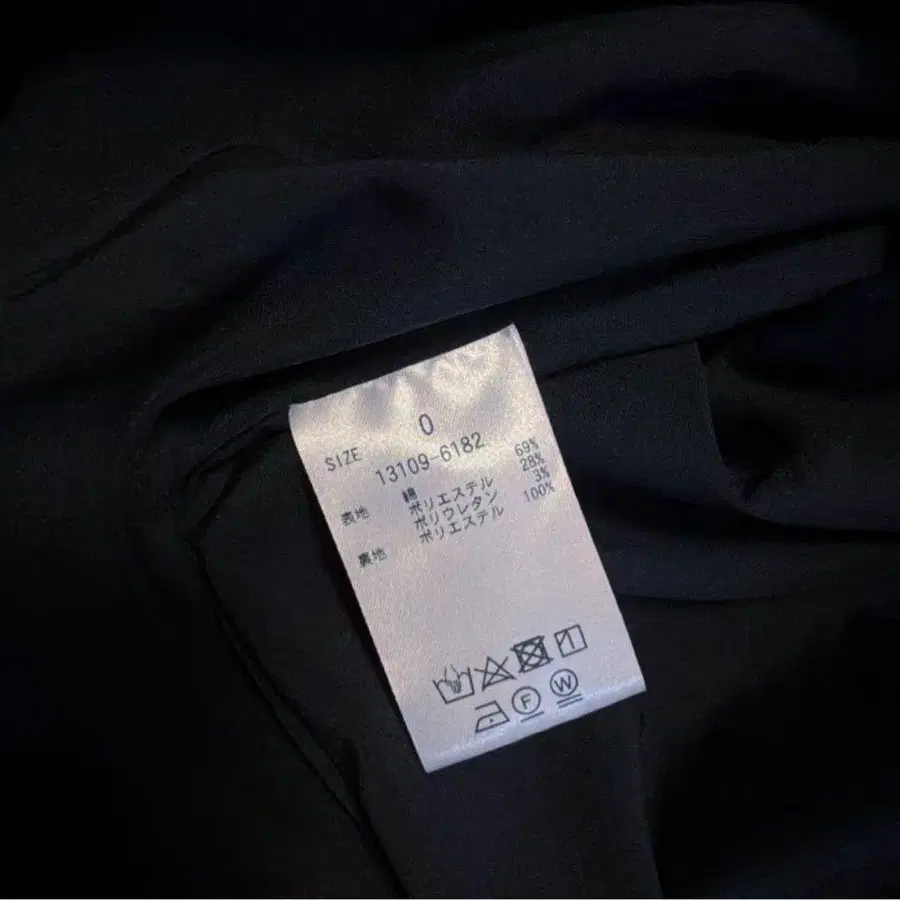 SIZE 0
13109-6182
表地 綿 69%
ポリエステル 28%
ポリウレタン 3%
裏地 ポリエステル 100%
F W